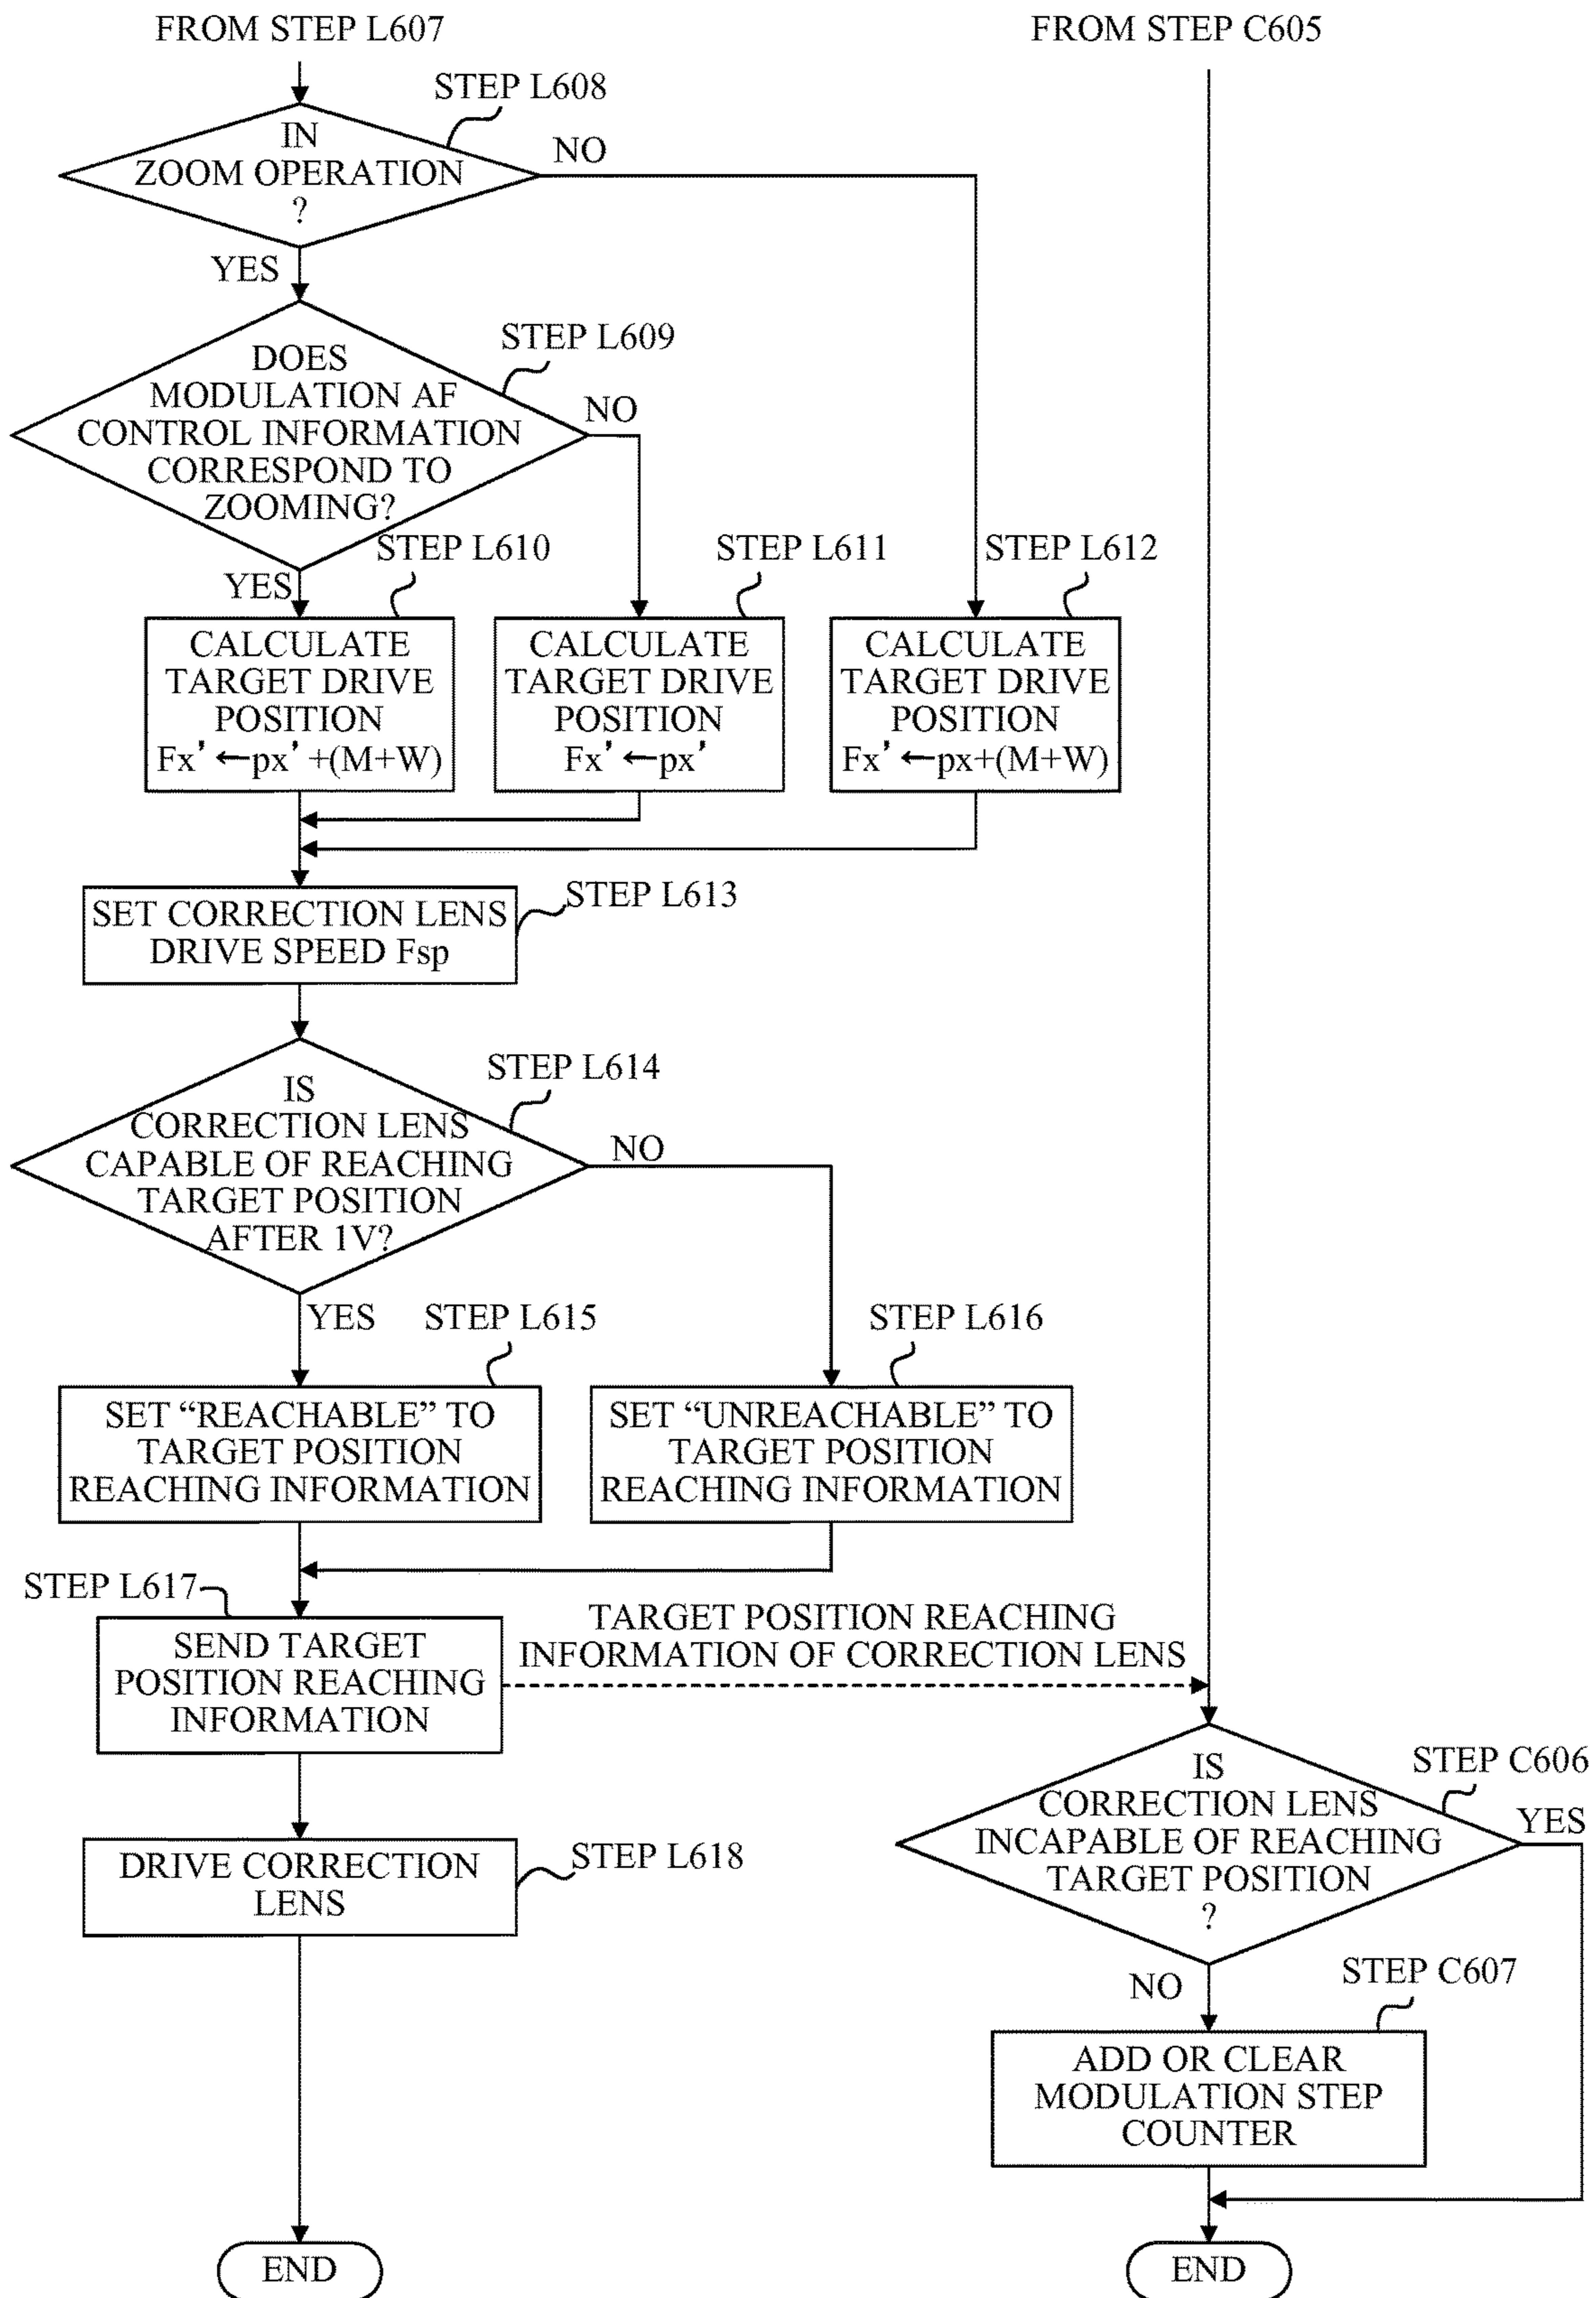 FROM STEP L607
FROM STEP C605
STEP L608
IN
ZOOM OPERATION
?
NO
YES
STEP L609
DOES
MODULATION AF
CONTROL INFORMATION
CORRESPOND TO
ZOOMING?
NO
YES
STEP L610
CALCULATE
TARGET DRIVE
POSITION
Fx' ←px' +(M+W)
STEP L611
CALCULATE
TARGET DRIVE
POSITION
Fx' ←px'
STEP L612
CALCULATE
TARGET DRIVE
POSITION
Fx' ←px+(M+W)
STEP L613
SET CORRECTION LENS
DRIVE SPEED Fsp
STEP L614
IS
CORRECTION LENS
CAPABLE OF REACHING
TARGET POSITION
AFTER 1V?
NO
YES
STEP L615
SET “REACHABLE” TO
TARGET POSITION
REACHING INFORMATION
STEP L616
SET “UNREACHABLE” TO
TARGET POSITION
REACHING INFORMATION
STEP L617
SEND TARGET
POSITION REACHING
INFORMATION
TARGET POSITION REACHING
INFORMATION OF CORRECTION LENS
STEP L618
DRIVE CORRECTION
LENS
END
STEP C606
IS
CORRECTION LENS
INCAPABLE OF REACHING
TARGET POSITION
?
YES
NO
STEP C607
ADD OR CLEAR
MODULATION STEP
COUNTER
END